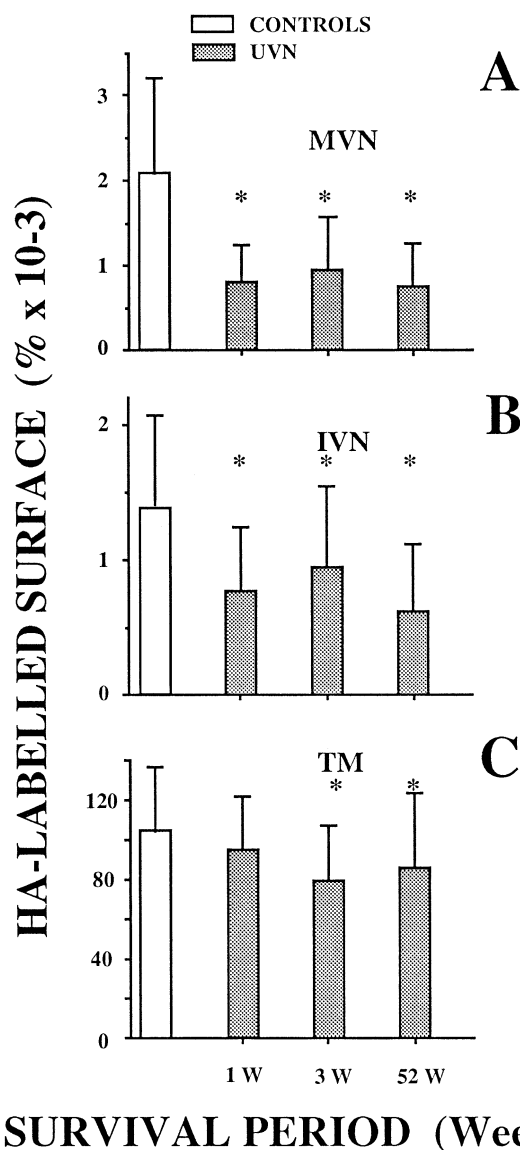 CONTROLS
UVN
A
MVN
3
2
1
0
*
*
*
B
IVN
2
1
0
*
*
*
C
TM
120
80
40
0
*
*
1 W
3 W
52 W
HA-LABELLED SURFACE (% x 10-3)
SURVIVAL PERIOD (Wee